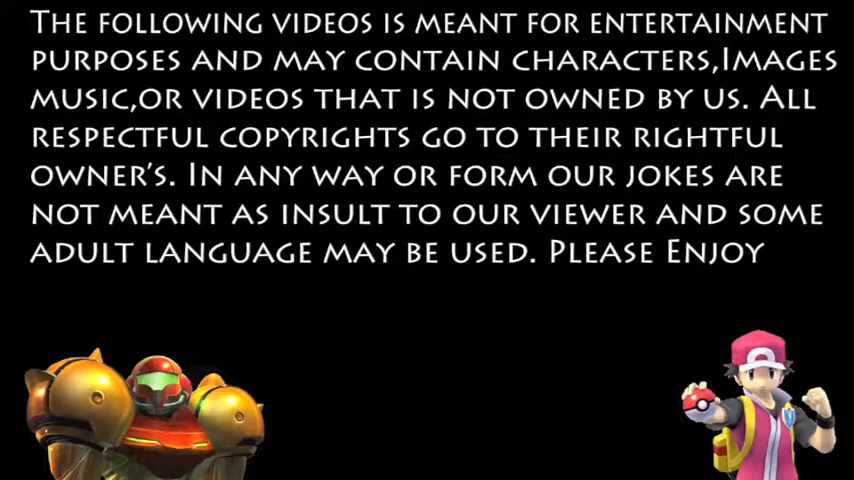 The following videos is meant for entertainment
purposes and may contain characters,Images
music,or videos that is not owned by us. All
respectful copyrights go to their rightful
owner's. In any way or form our jokes are
not meant as insult to our viewer and some
adult language may be used. Please Enjoy